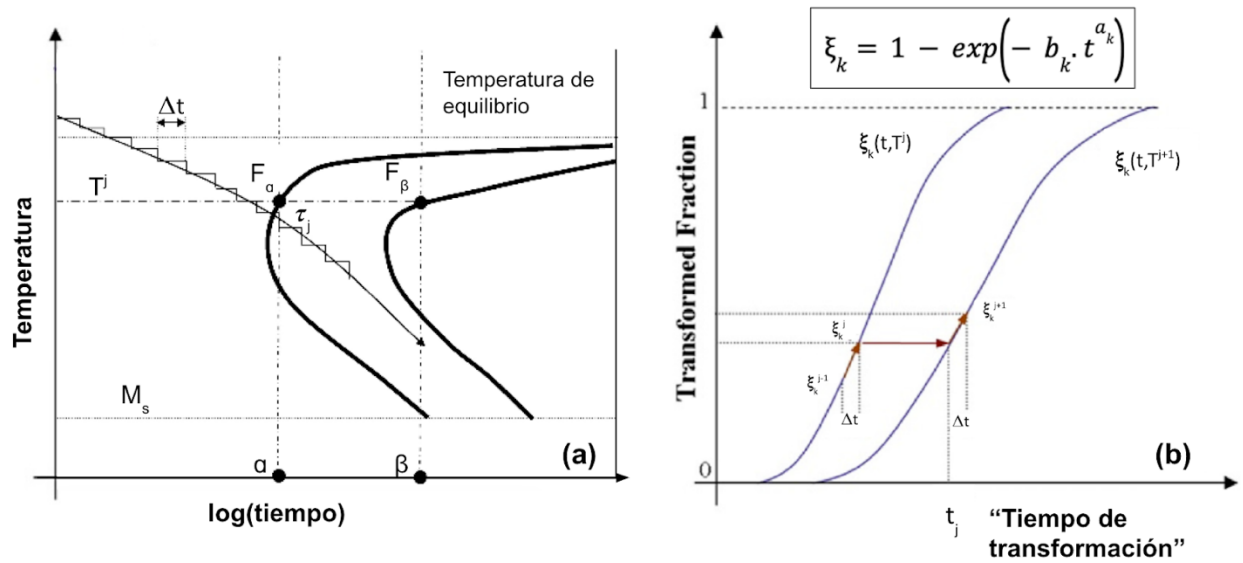 Temperatura
Temperatura de
equilibrio
Δt
T^j
F_α
F_β
τ_j
M_s
α
β
(a)
log(tiempo)
ξ_k = 1 − exp(− b_k. t^{a_k})
Transformed Fraction
1
0
ξ_k(t,T^j)
ξ_k(t,T^{j+1})
ξ_k^{j+1}
ξ_k^j
ξ_k^{j-1}
Δt
Δt
(b)
t_j
“Tiempo de
transformación”